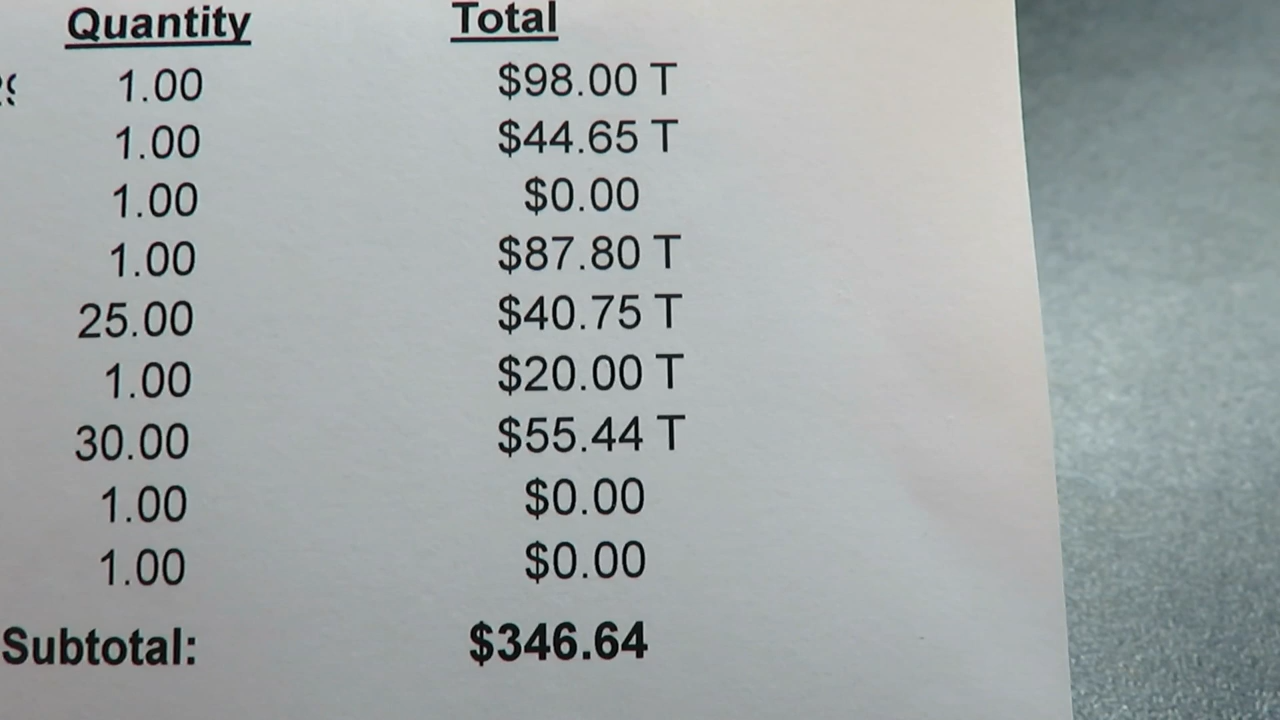 Quantity Total
1.00 $98.00 T
1.00 $44.65 T
1.00 $0.00
1.00 $87.80 T
25.00 $40.75 T
1.00 $20.00 T
30.00 $55.44 T
1.00 $0.00
1.00 $0.00
Subtotal: $346.64